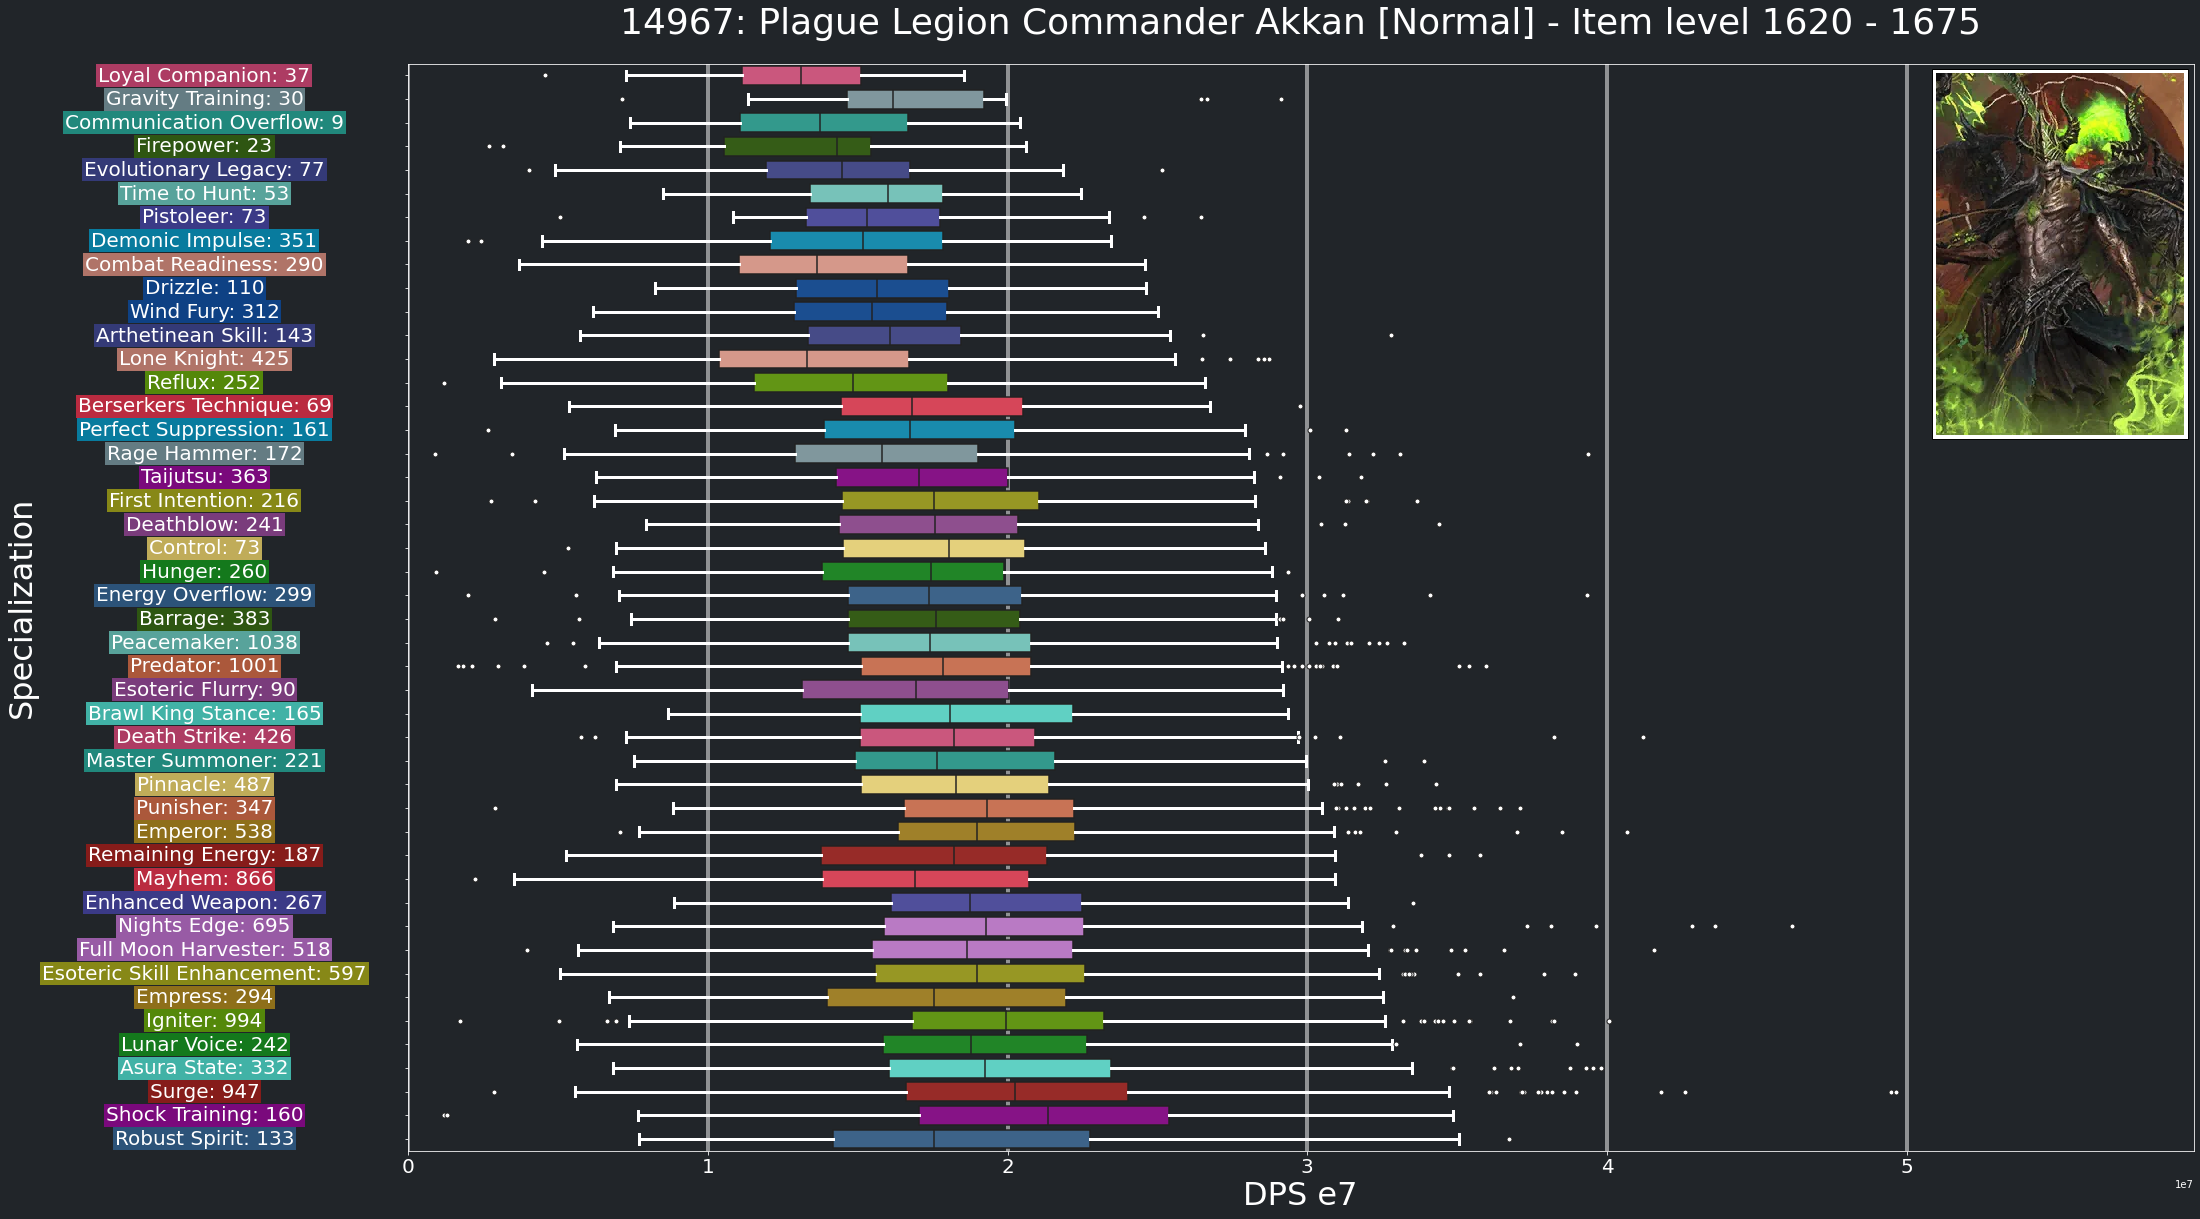 14967: Plague Legion Commander Akkan [Normal] - Item level 1620 - 1675
Specialization
Loyal Companion: 37
Gravity Training: 30
Communication Overflow: 9
Firepower: 23
Evolutionary Legacy: 77
Time to Hunt: 53
Pistoleer: 73
Demonic Impulse: 351
Combat Readiness: 290
Drizzle: 110
Wind Fury: 312
Arthetinean Skill: 143
Lone Knight: 425
Reflux: 252
Berserkers Technique: 69
Perfect Suppression: 161
Rage Hammer: 172
Taijutsu: 363
First Intention: 216
Deathblow: 241
Control: 73
Hunger: 260
Energy Overflow: 299
Barrage: 383
Peacemaker: 1038
Predator: 1001
Esoteric Flurry: 90
Brawl King Stance: 165
Death Strike: 426
Master Summoner: 221
Pinnacle: 487
Punisher: 347
Emperor: 538
Remaining Energy: 187
Mayhem: 866
Enhanced Weapon: 267
Nights Edge: 695
Full Moon Harvester: 518
Esoteric Skill Enhancement: 597
Empress: 294
Igniter: 994
Lunar Voice: 242
Asura State: 332
Surge: 947
Shock Training: 160
Robust Spirit: 133
0 1 2 3 4 5
DPS e7
1e7